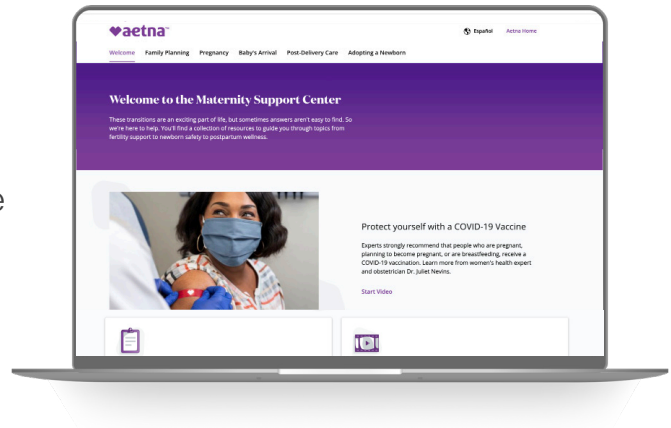 aetna™
Español
Aetna Home
Welcome
Family Planning
Pregnancy
Baby's Arrival
Post-Delivery Care
Adopting a Newborn
Welcome to the Maternity Support Center
These transitions are an exciting part of life, but sometimes answers aren't easy to find. So
we're here to help. You'll find a collection of resources to guide you through topics from
fertility support to newborn safety to postpartum wellness.
e
Protect yourself with a COVID-19 Vaccine
Experts strongly recommend that people who are pregnant,
planning to become pregnant, or are breastfeeding, receive a
COVID-19 vaccination. Learn more from women's health expert
and obstetrician Dr. Juliet Nevins.
Start Video